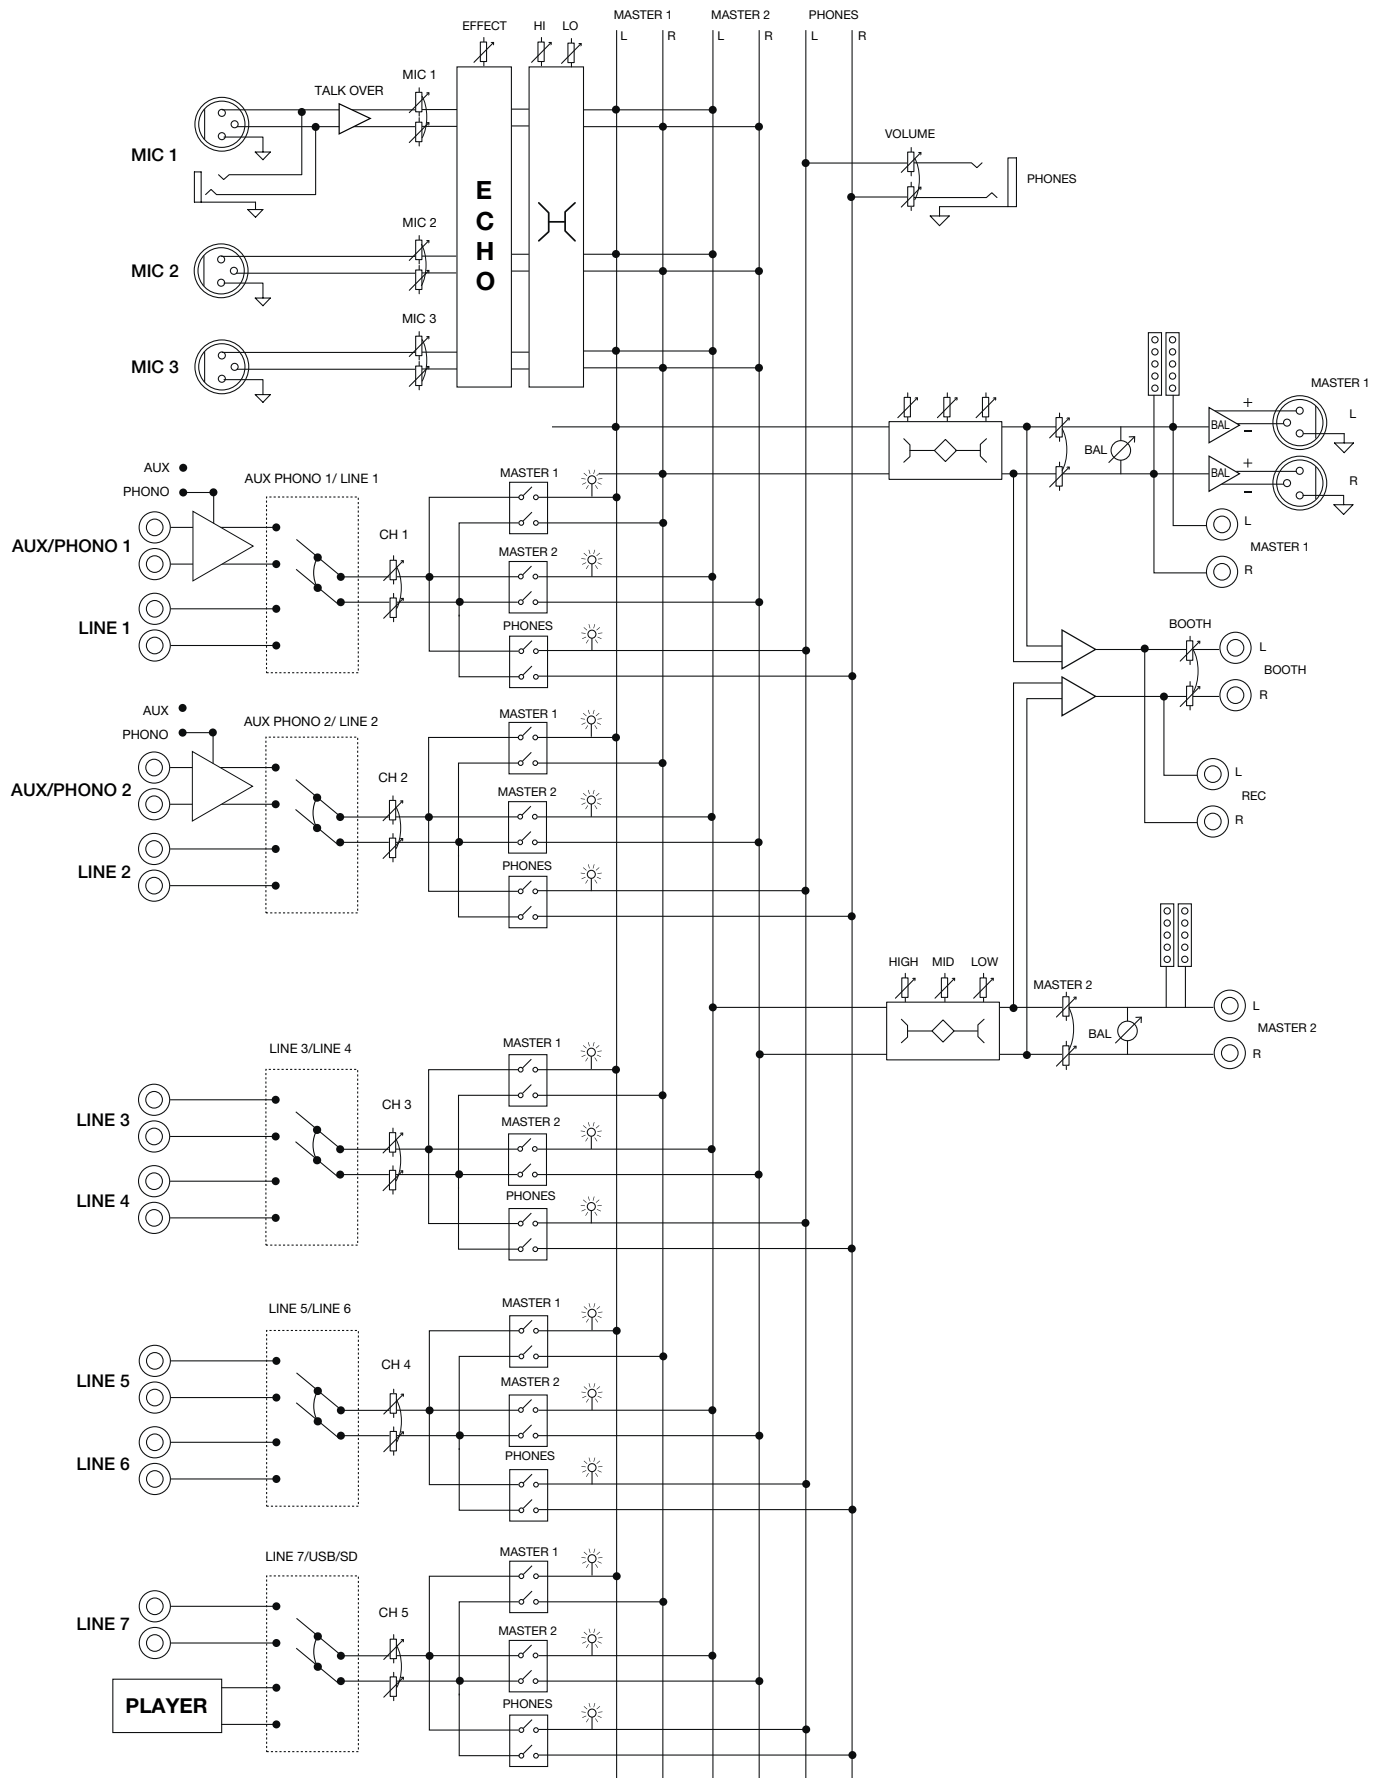 MASTER 1 MASTER 2 PHONES
EFFECT HI LO
L R L R L R
MIC 1
TALK OVER
MIC 1
VOLUME
PHONES
E
C
H
O
MIC 2
MIC 2
MIC 3
MIC 3
MASTER 1
+
BAL
-
L
BAL
+
BAL
-
R
L
MASTER 1
R
AUX
PHONO
AUX/PHONO 1
LINE 1
AUX PHONO 1/ LINE 1
CH 1
MASTER 1
MASTER 2
PHONES
BOOTH
L
BOOTH
R
L
REC
R
AUX
PHONO
AUX/PHONO 2
LINE 2
AUX PHONO 2/ LINE 2
CH 2
MASTER 1
MASTER 2
PHONES
HIGH MID LOW
MASTER 2
BAL
L
MASTER 2
R
LINE 3/LINE 4
LINE 3
LINE 4
CH 3
MASTER 1
MASTER 2
PHONES
LINE 5/LINE 6
LINE 5
LINE 6
CH 4
MASTER 1
MASTER 2
PHONES
LINE 7/USB/SD
LINE 7
PLAYER
CH 5
MASTER 1
MASTER 2
PHONES